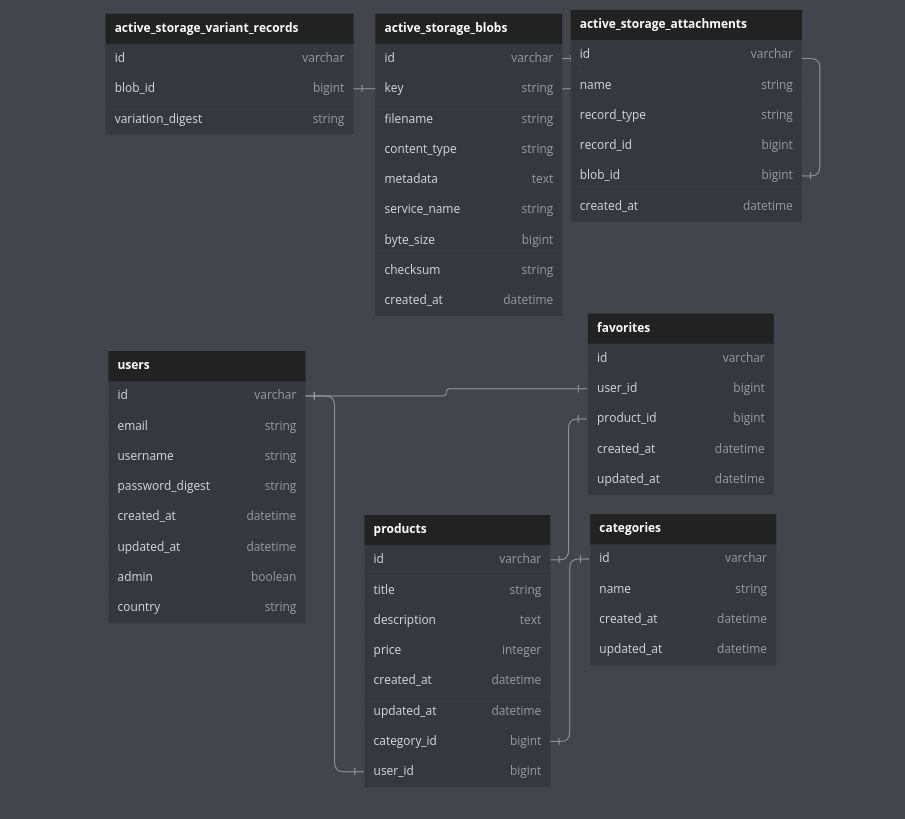 active_storage_variant_records
id varchar
blob_id bigint
variation_digest string
active_storage_blobs
id varchar
key string
filename string
content_type string
metadata text
service_name string
byte_size bigint
checksum string
created_at datetime
active_storage_attachments
id varchar
name string
record_type string
record_id bigint
blob_id bigint
created_at datetime
users
id varchar
email string
username string
password_digest string
created_at datetime
updated_at datetime
admin boolean
country string
favorites
id varchar
user_id bigint
product_id bigint
created_at datetime
updated_at datetime
products
id varchar
title string
description text
price integer
created_at datetime
updated_at datetime
category_id bigint
user_id bigint
categories
id varchar
name string
created_at datetime
updated_at datetime